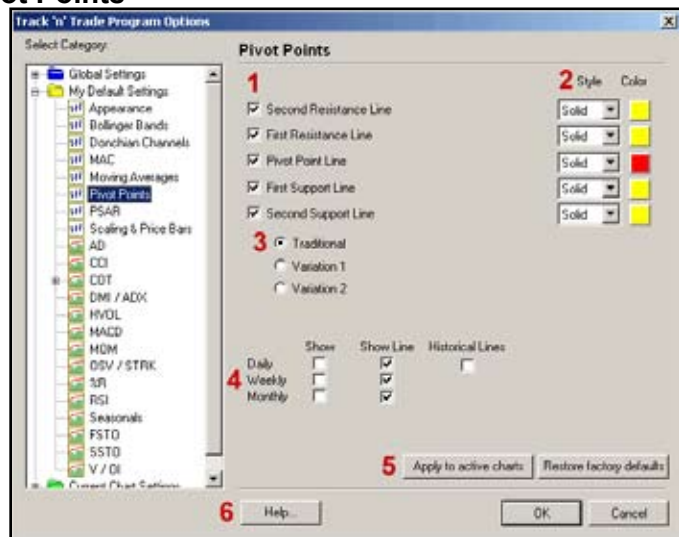 ot Points
Track 'n' Trade Program Options
Select Category:
Global Settings
My Default Settings
Appearance
Bollinger Bands
Donchian Channels
MAC
Moving Averages
Pivot Points
PSAR
Scaling & Price Bars
AD
CCI
COT
DMI / ADX
HVOL
MACD
MOM
OSV / STRK
%R
RSI
Seasonals
FSTO
SSTO
V / OI
Current Chart Settings
Pivot Points
1
2 Style Color
Second Resistance Line Solid
First Resistance Line Solid
Pivot Point Line Solid
First Support Line Solid
Second Support Line Solid
3 Traditional
Variation 1
Variation 2
Show Show Line Historical Lines
Daily
4 Weekly
Monthly
5 Apply to active charts Restore factory defaults
6 Help... OK Cancel